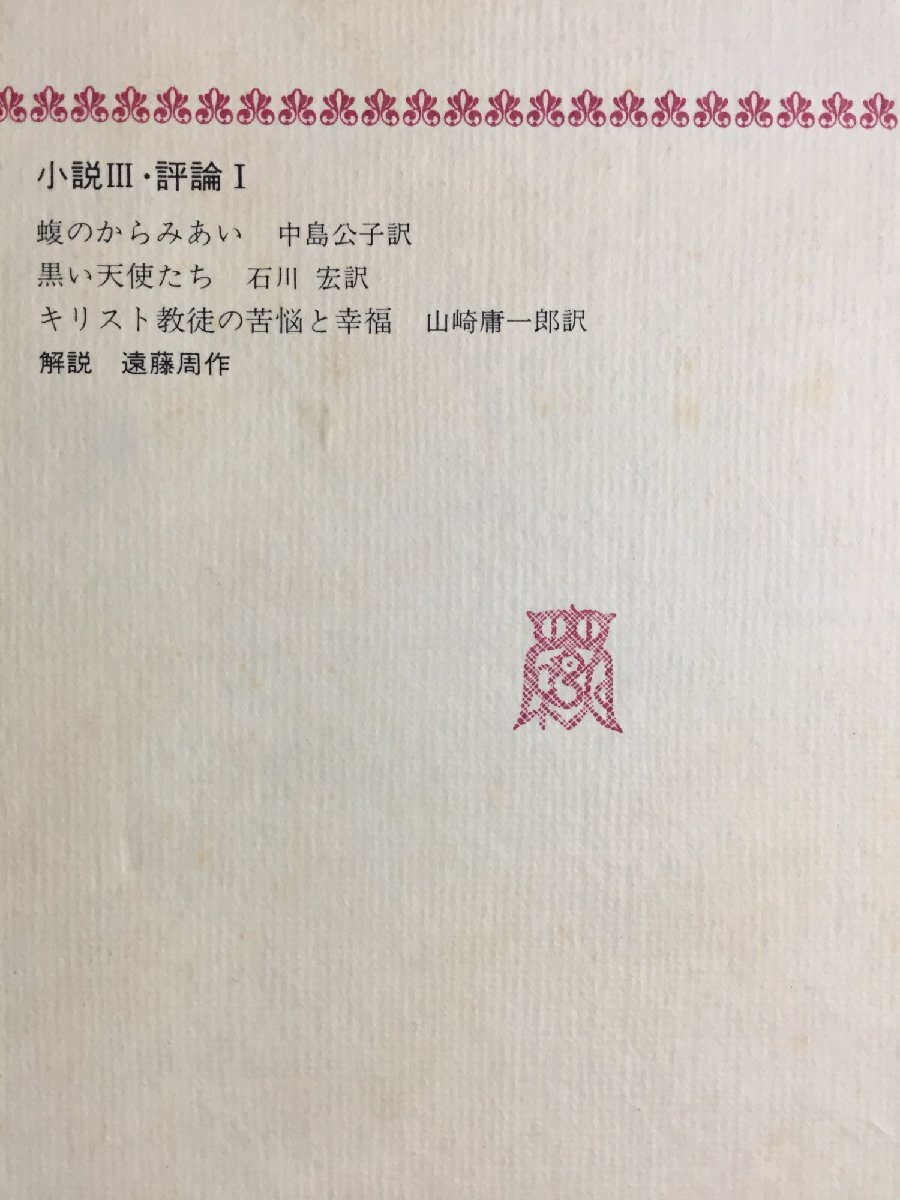 小説III・評論I
蝮のからみあい 中島公子訳
黒い天使たち 石川 宏訳
キリスト教徒の苦悩と幸福 山崎庸一郎訳
解説 遠藤周作